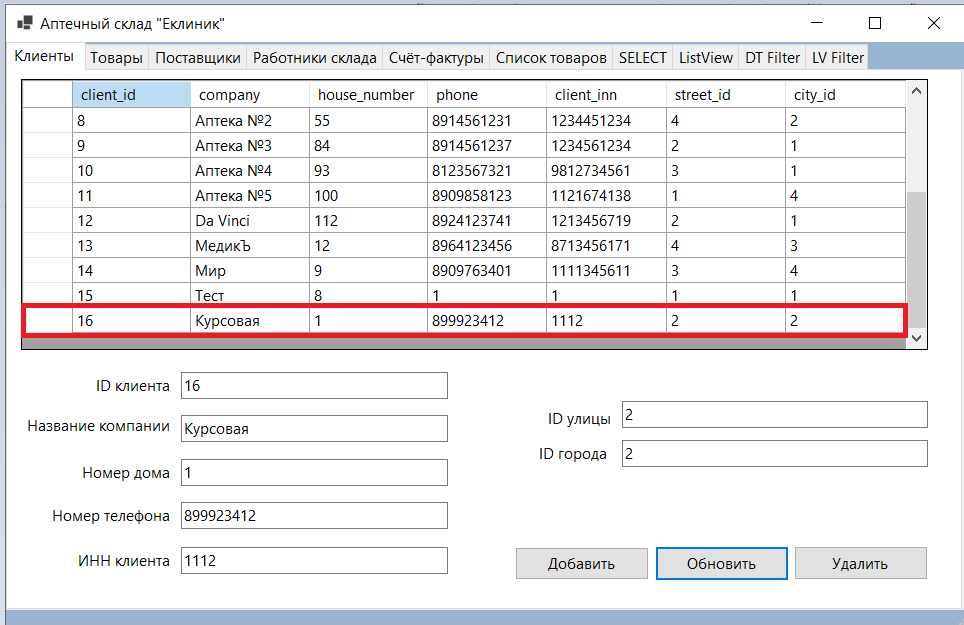 Аптечный склад "Еклиник"
Клиенты Товары Поставщики Работники склада Счёт-фактуры Список товаров SELECT ListView DT Filter LV Filter
client_id company house_number phone client_inn street_id city_id
8 Аптека №2 55 8914561231 1234451234 4 2
9 Аптека №3 84 8914561237 1234561234 2 1
10 Аптека №4 93 8123567321 9812734561 3 1
11 Аптека №5 100 8909858123 1121674138 1 4
12 Da Vinci 112 8924123741 1213456719 2 1
13 МедикЪ 12 8964123456 8713456171 4 3
14 Мир 9 8909763401 1111345611 3 4
15 Тест 8 1 1 1 1
16 Курсовая 1 899923412 1112 2 2
ID клиента 16
Название компании Курсовая
Номер дома 1
Номер телефона 899923412
ИНН клиента 1112
ID улицы 2
ID города 2
Добавить Обновить Удалить